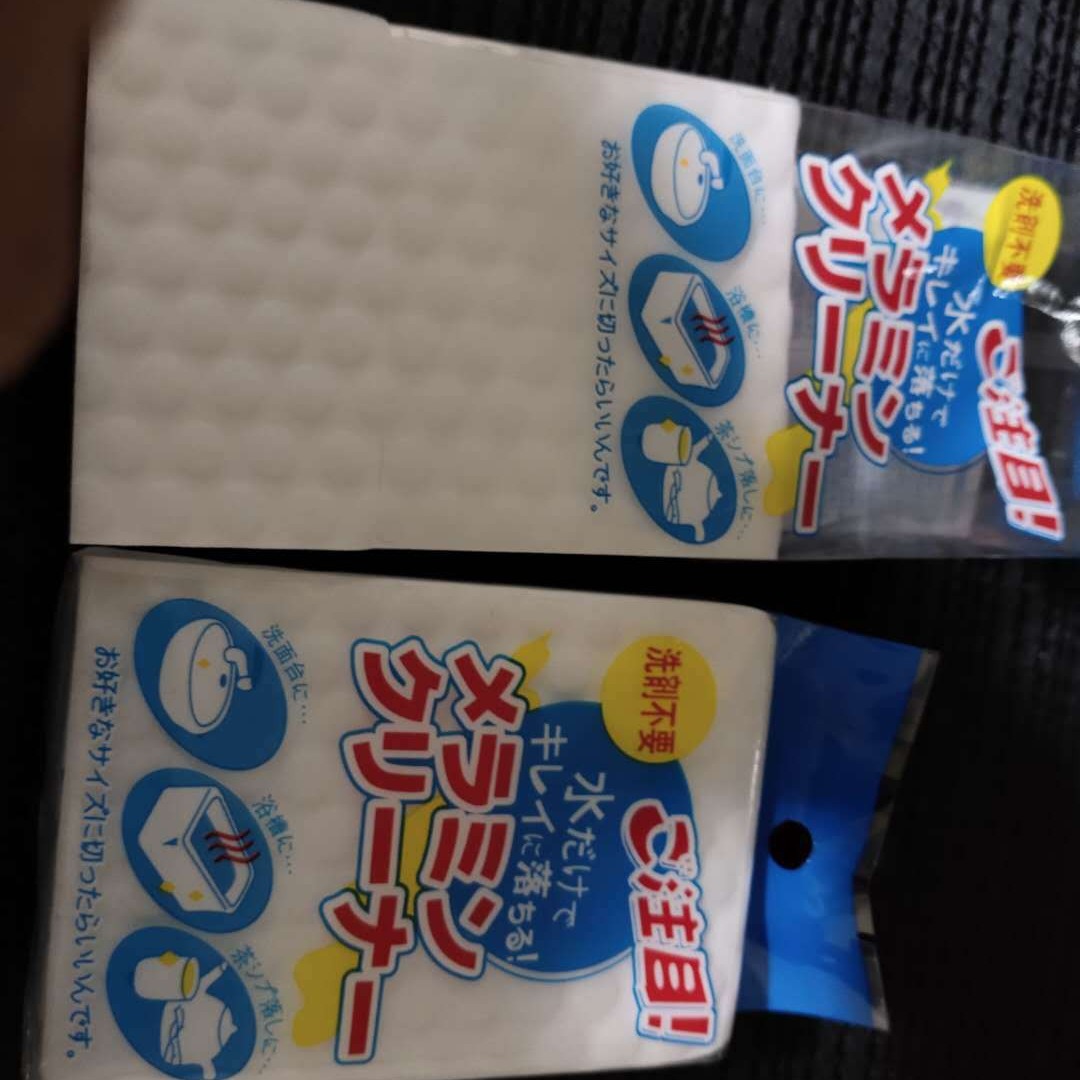 ご注目!
洗剤不要
水だけで
キレイに落ちる!
メラミン
クリーナー
洗面台に…
浴槽に…
茶シブ落しに…
お好きなサイズに切ったらいいんです。
ご注目!
洗剤不要
水だけで
キレイに落ちる!
メラミン
クリーナー
洗面台に…
浴槽に…
茶シブ落しに…
お好きなサイズに切ったらいいんです。